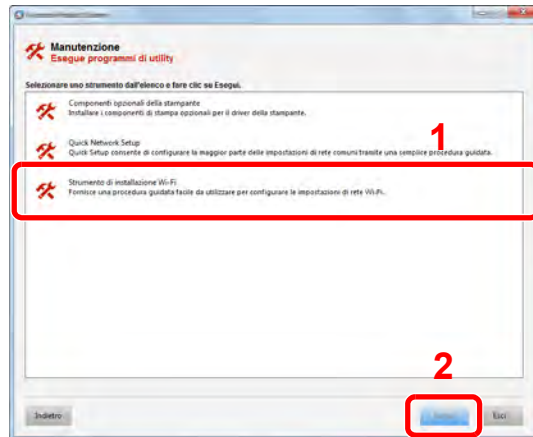 Manutenzione
Esegue programmi di utility
Selezionare uno strumento dall'elenco e fare clic su Esegui.
Componenti opzionali della stampante
Installare i componenti di stampa opzionali per il driver della stampante.
1
Quick Network Setup
Quick Setup consente di configurare la maggior parte delle impostazioni di rete comuni tramite una semplice procedura guidata.
Strumento di installazione Wi-Fi
Fornisce una procedura guidata facile da utilizzare per configurare le impostazioni di rete Wi-Fi.
2
Indietro
Esci